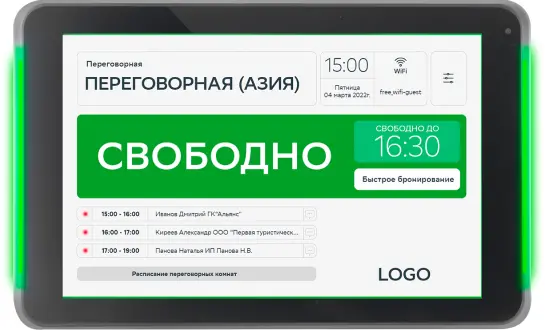 Переговорная
ПЕРЕГОВОРНАЯ (АЗИЯ)
15:00
WiFi
Пятница
04 марта 2022г.
free_wifi-guest
СВОБОДНО
СВОБОДНО ДО
16:30
Быстрое бронирование
15:00 - 16:00 Иванов Дмитрий ГК"Альянс"
16:00 - 17:00 Киреев Александр ООО "Первая туристическ...
17:00 - 19:00 Панова Наталья ИП Панова Н.В.
Расписание переговорных комнат
LOGO